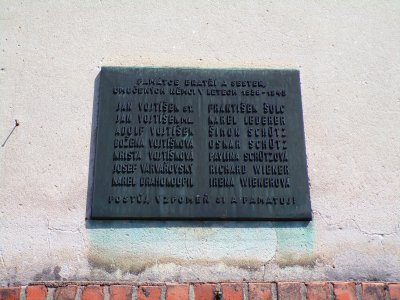 PAMÁTCE BRATŘÍ A SESTER,
UMUČENÝCH NĚMCI V LETECH 1939-1945
JAN VOJTÍŠEK ST. FRANTIŠEK ŠULC
JAN VOJTÍŠEK ML. KAREL LEDERER
ADOLF VOJTÍŠEK ŠIMON SCHÜTZ
BOŽENA VOJTÍŠKOVÁ OSKAR SCHÜTZ
KRISTA VOJTÍŠKOVÁ PAVLINA SCHÜTZOVÁ
JOSEF VARVAŘOVSKÝ RICHARD WIENER
KAREL DRAHOKOUPIL IRENA WIENEROVÁ
POSTŮJ, VZPOMEŇ SI A PAMATUJ!